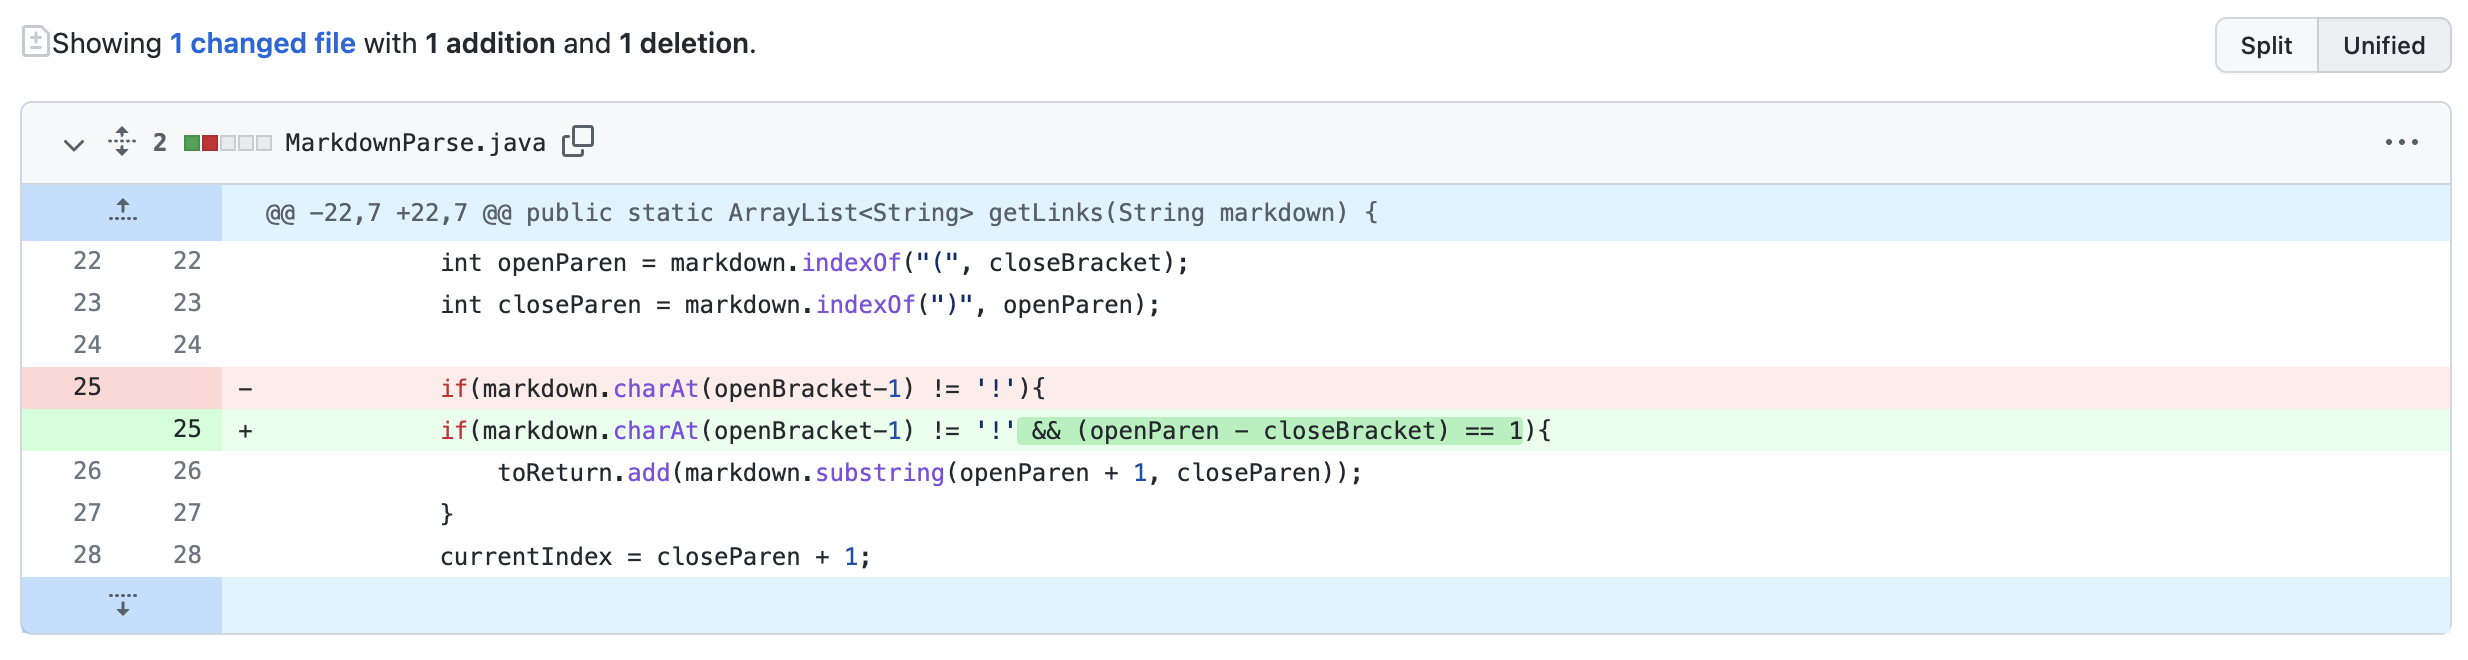 Showing 1 changed file with 1 addition and 1 deletion.
Split Unified
2 MarkdownParse.java
@@ -22,7 +22,7 @@ public static ArrayList<String> getLinks(String markdown) {
22 22 int openParen = markdown.indexOf("(", closeBracket);
23 23 int closeParen = markdown.indexOf(")", openParen);
24 24
25 - if(markdown.charAt(openBracket-1) != '!'){
25 + if(markdown.charAt(openBracket-1) != '!' && (openParen - closeBracket) == 1){
26 26 toReturn.add(markdown.substring(openParen + 1, closeParen));
27 27 }
28 28 currentIndex = closeParen + 1;